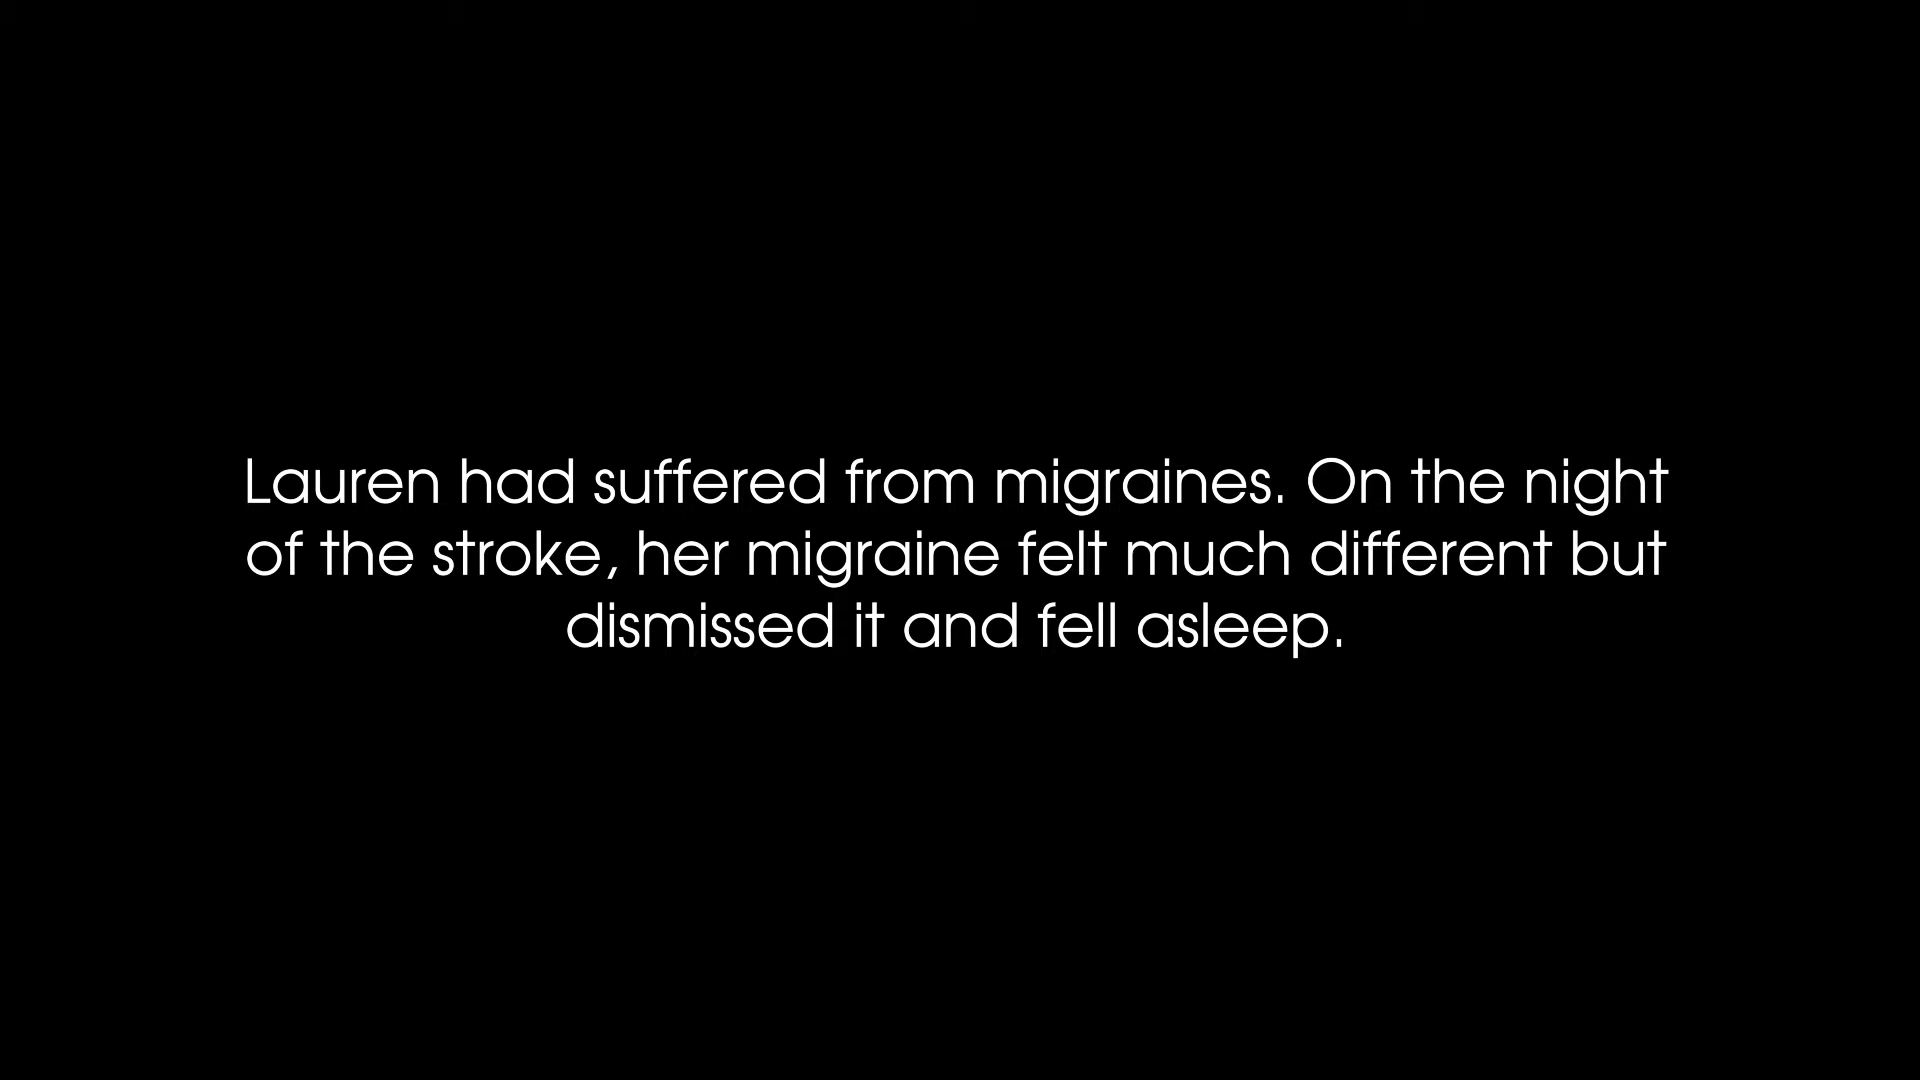 Lauren had suffered from migraines. On the night
of the stroke, her migraine felt much different but
dismissed it and fell asleep.